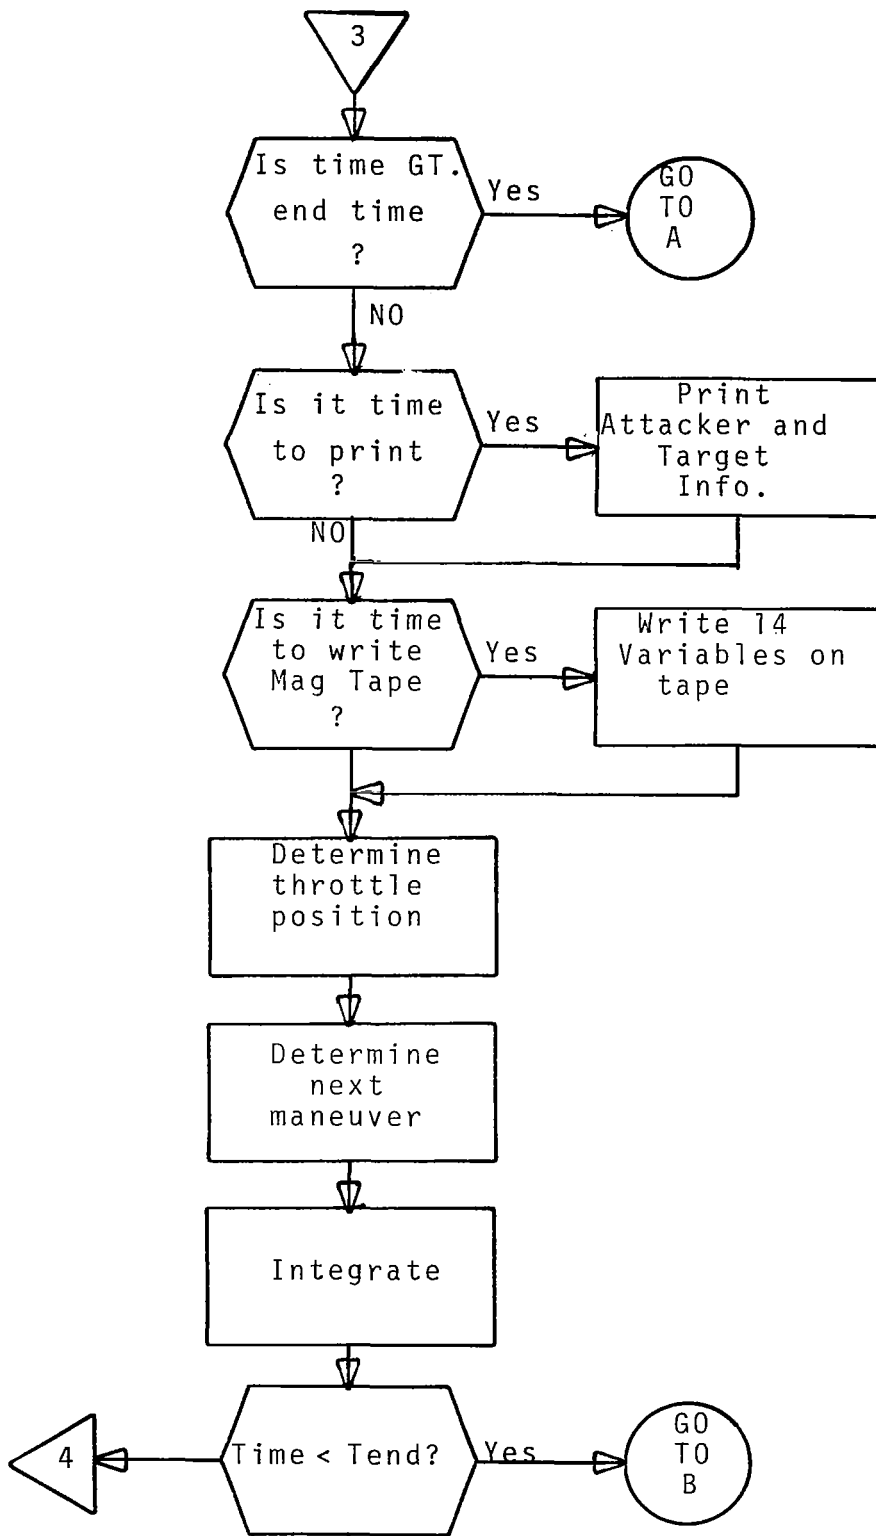 3
Is time GT.
end time
?
Yes
GO
TO
A
NO
Is it time
to print
?
Yes
Print
Attacker and
Target
Info.
NO
Is it time
to write
Mag Tape
?
Yes
Write 14
Variables on
tape
Determine
throttle
position
Determine
next
maneuver
Integrate
4
Time < Tend?
Yes
GO
TO
B